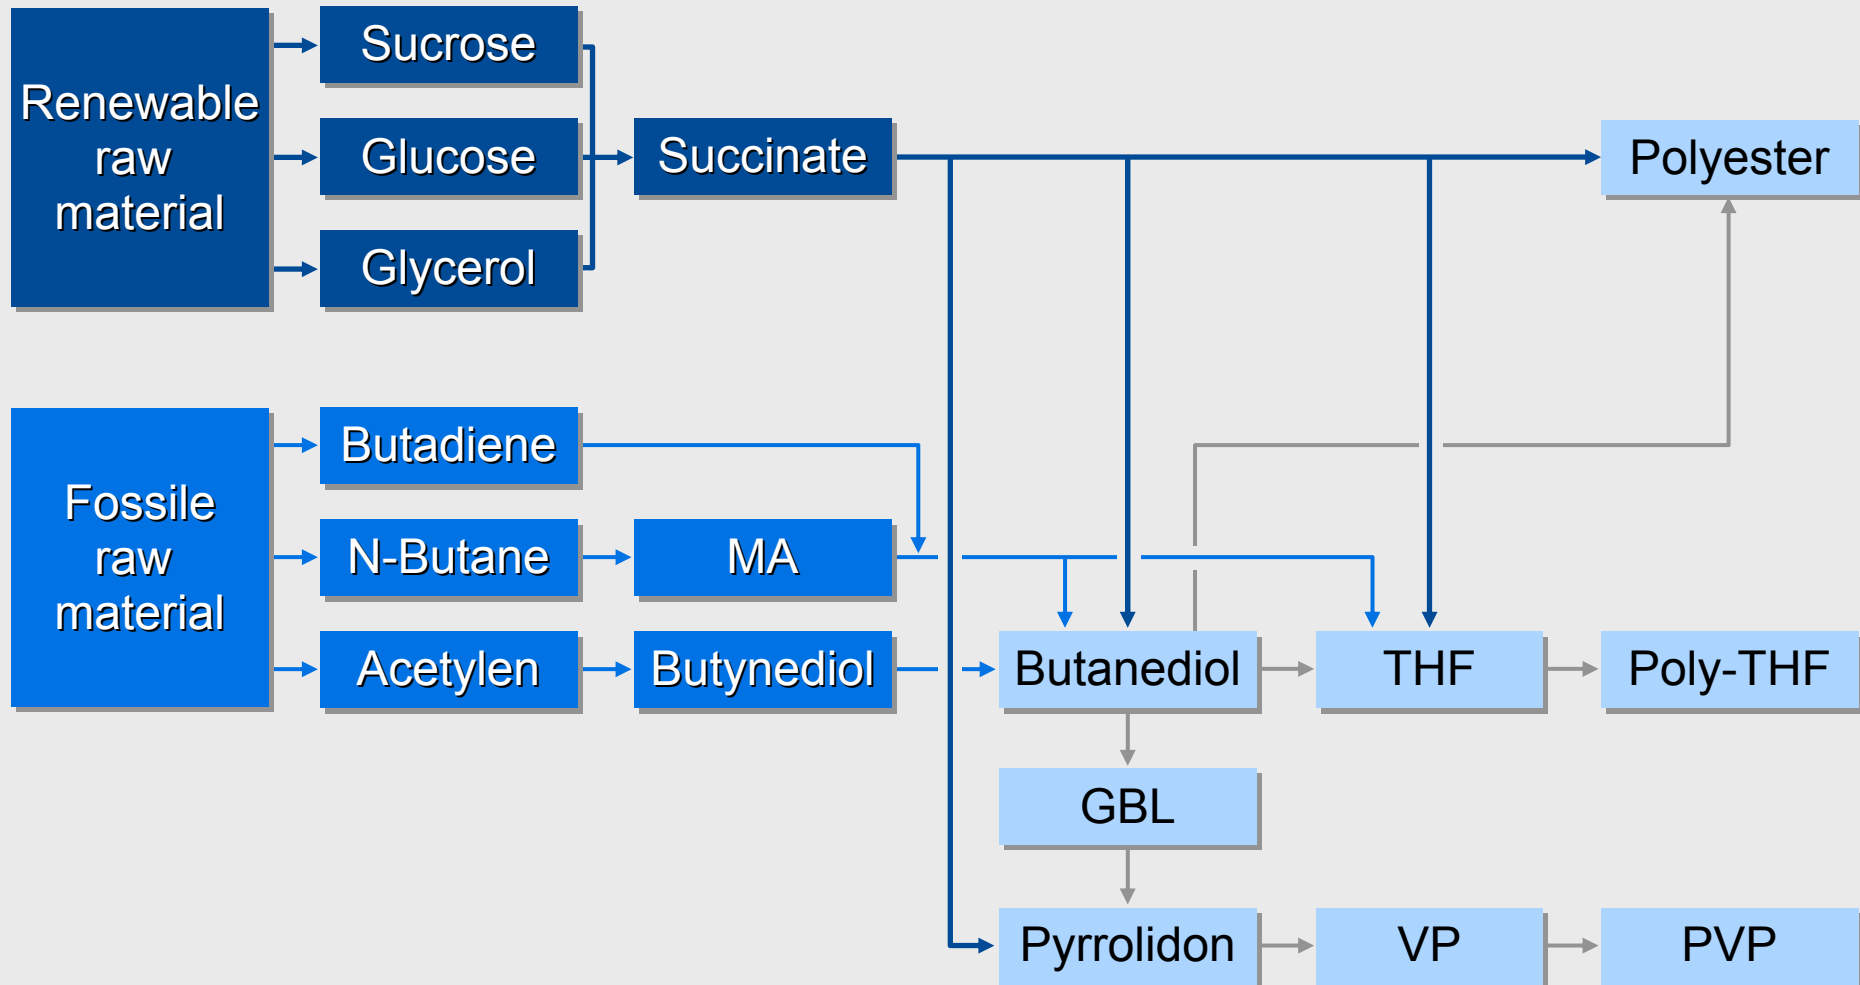 Renewable
raw
material
Sucrose
Glucose
Glycerol
Succinate
Polyester
Fossile
raw
material
Butadiene
N-Butane
MA
Acetylen
Butynediol
Butanediol
THF
Poly-THF
GBL
Pyrrolidon
VP
PVP